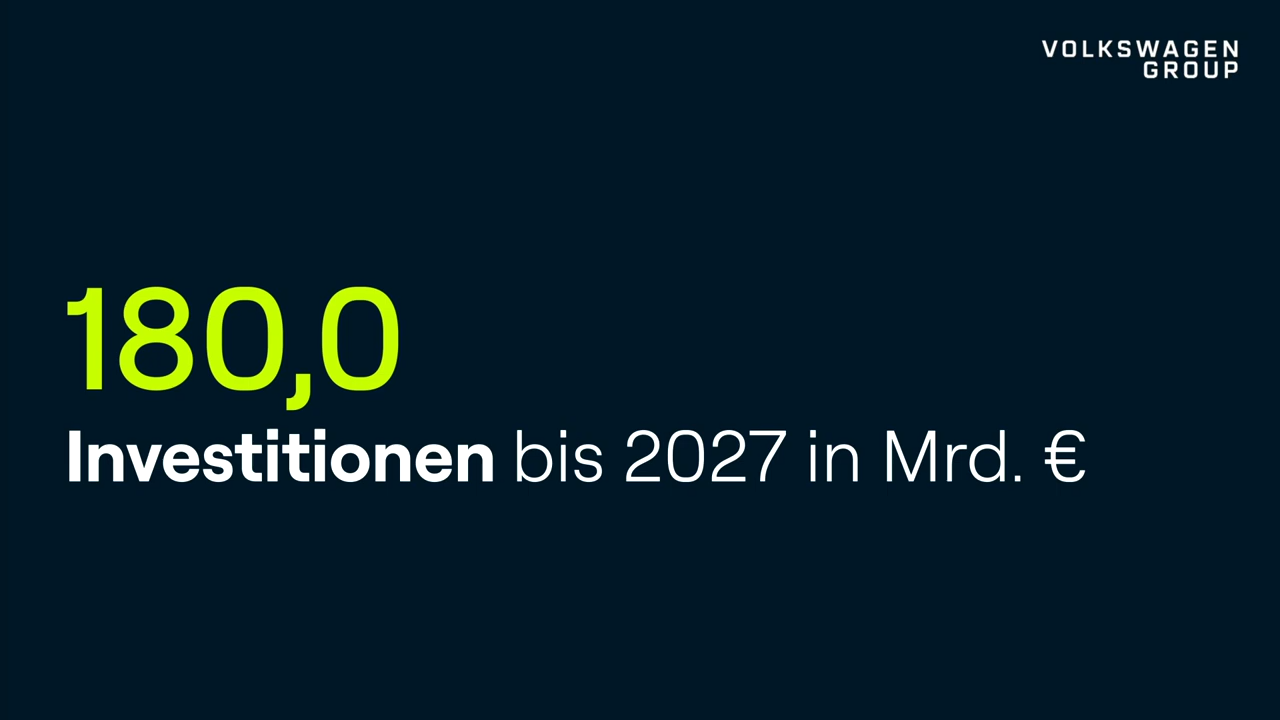 VOLKSWAGEN
GROUP
180,0
Investitionen bis 2027 in Mrd. €